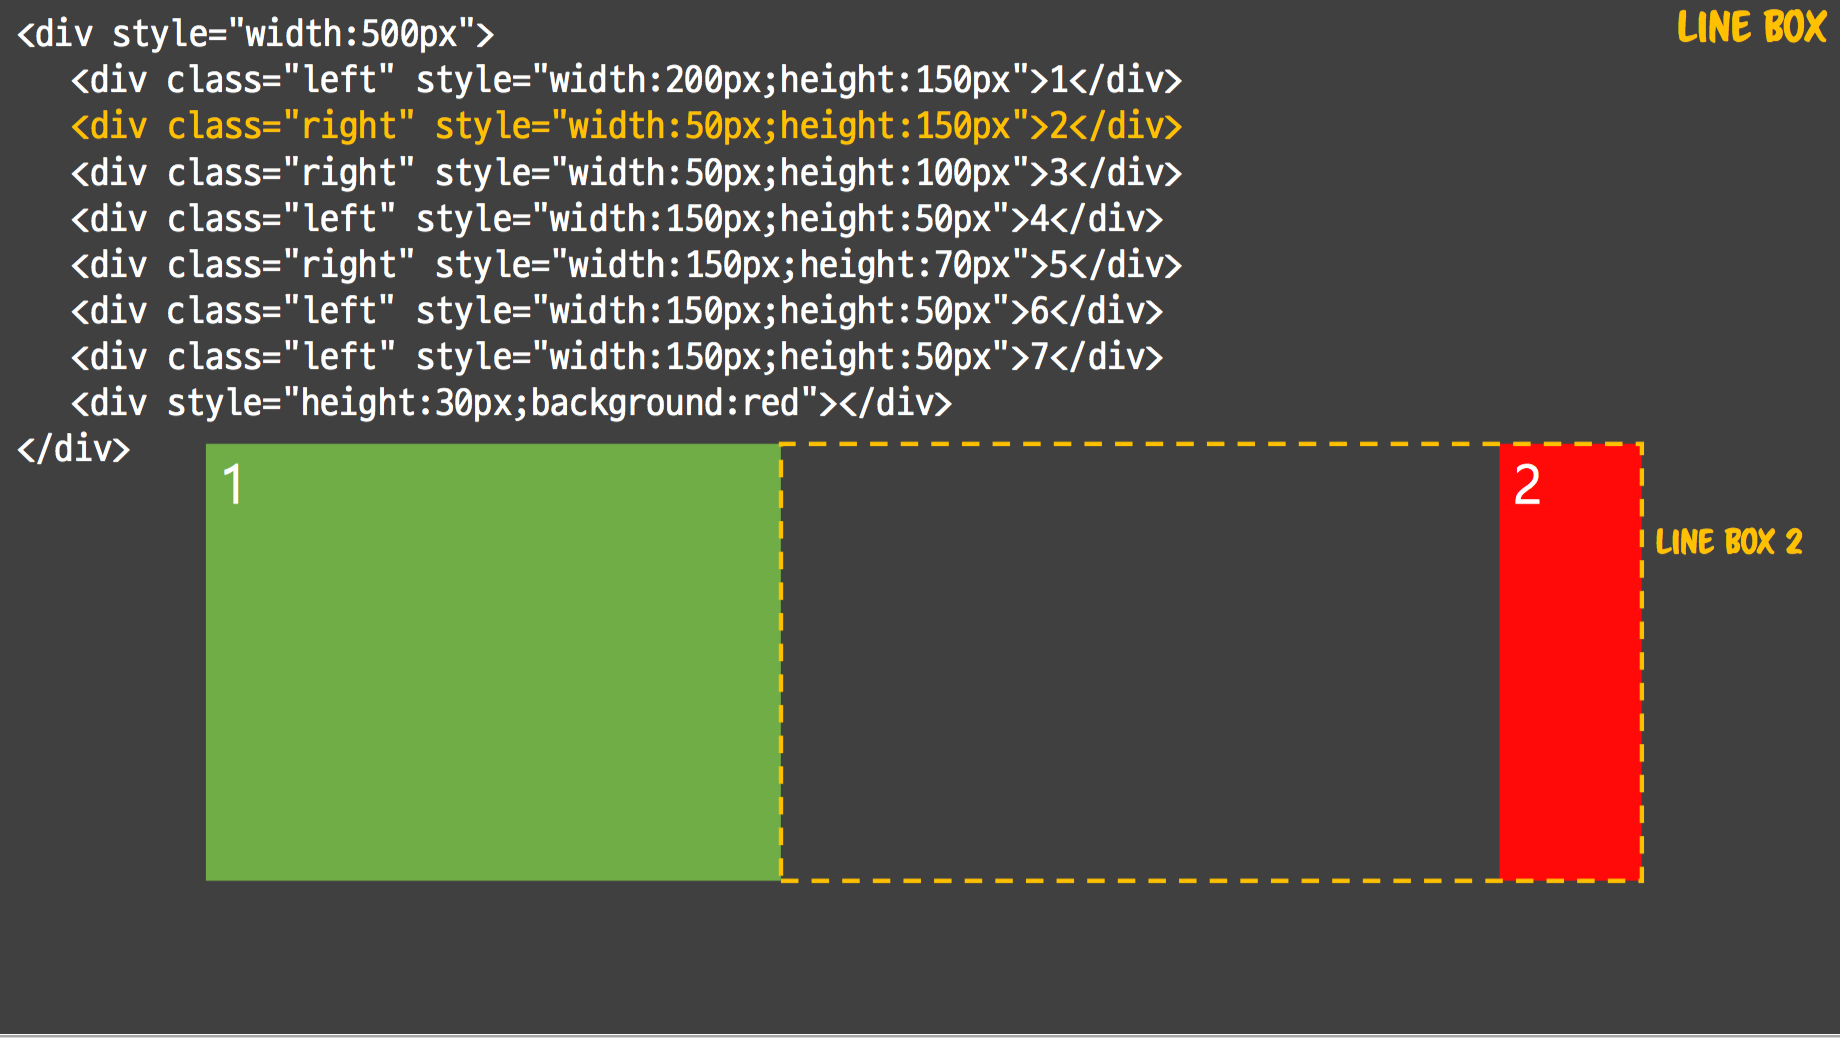 LINE BOX
<div style="width:500px">
<div class="left" style="width:200px;height:150px">1</div>
<div class="right" style="width:50px;height:150px">2</div>
<div class="right" style="width:50px;height:100px">3</div>
<div class="left" style="width:150px;height:50px">4</div>
<div class="right" style="width:150px;height:70px">5</div>
<div class="left" style="width:150px;height:50px">6</div>
<div class="left" style="width:150px;height:50px">7</div>
<div style="height:30px;background:red"></div>
</div>
1
2
LINE BOX 2